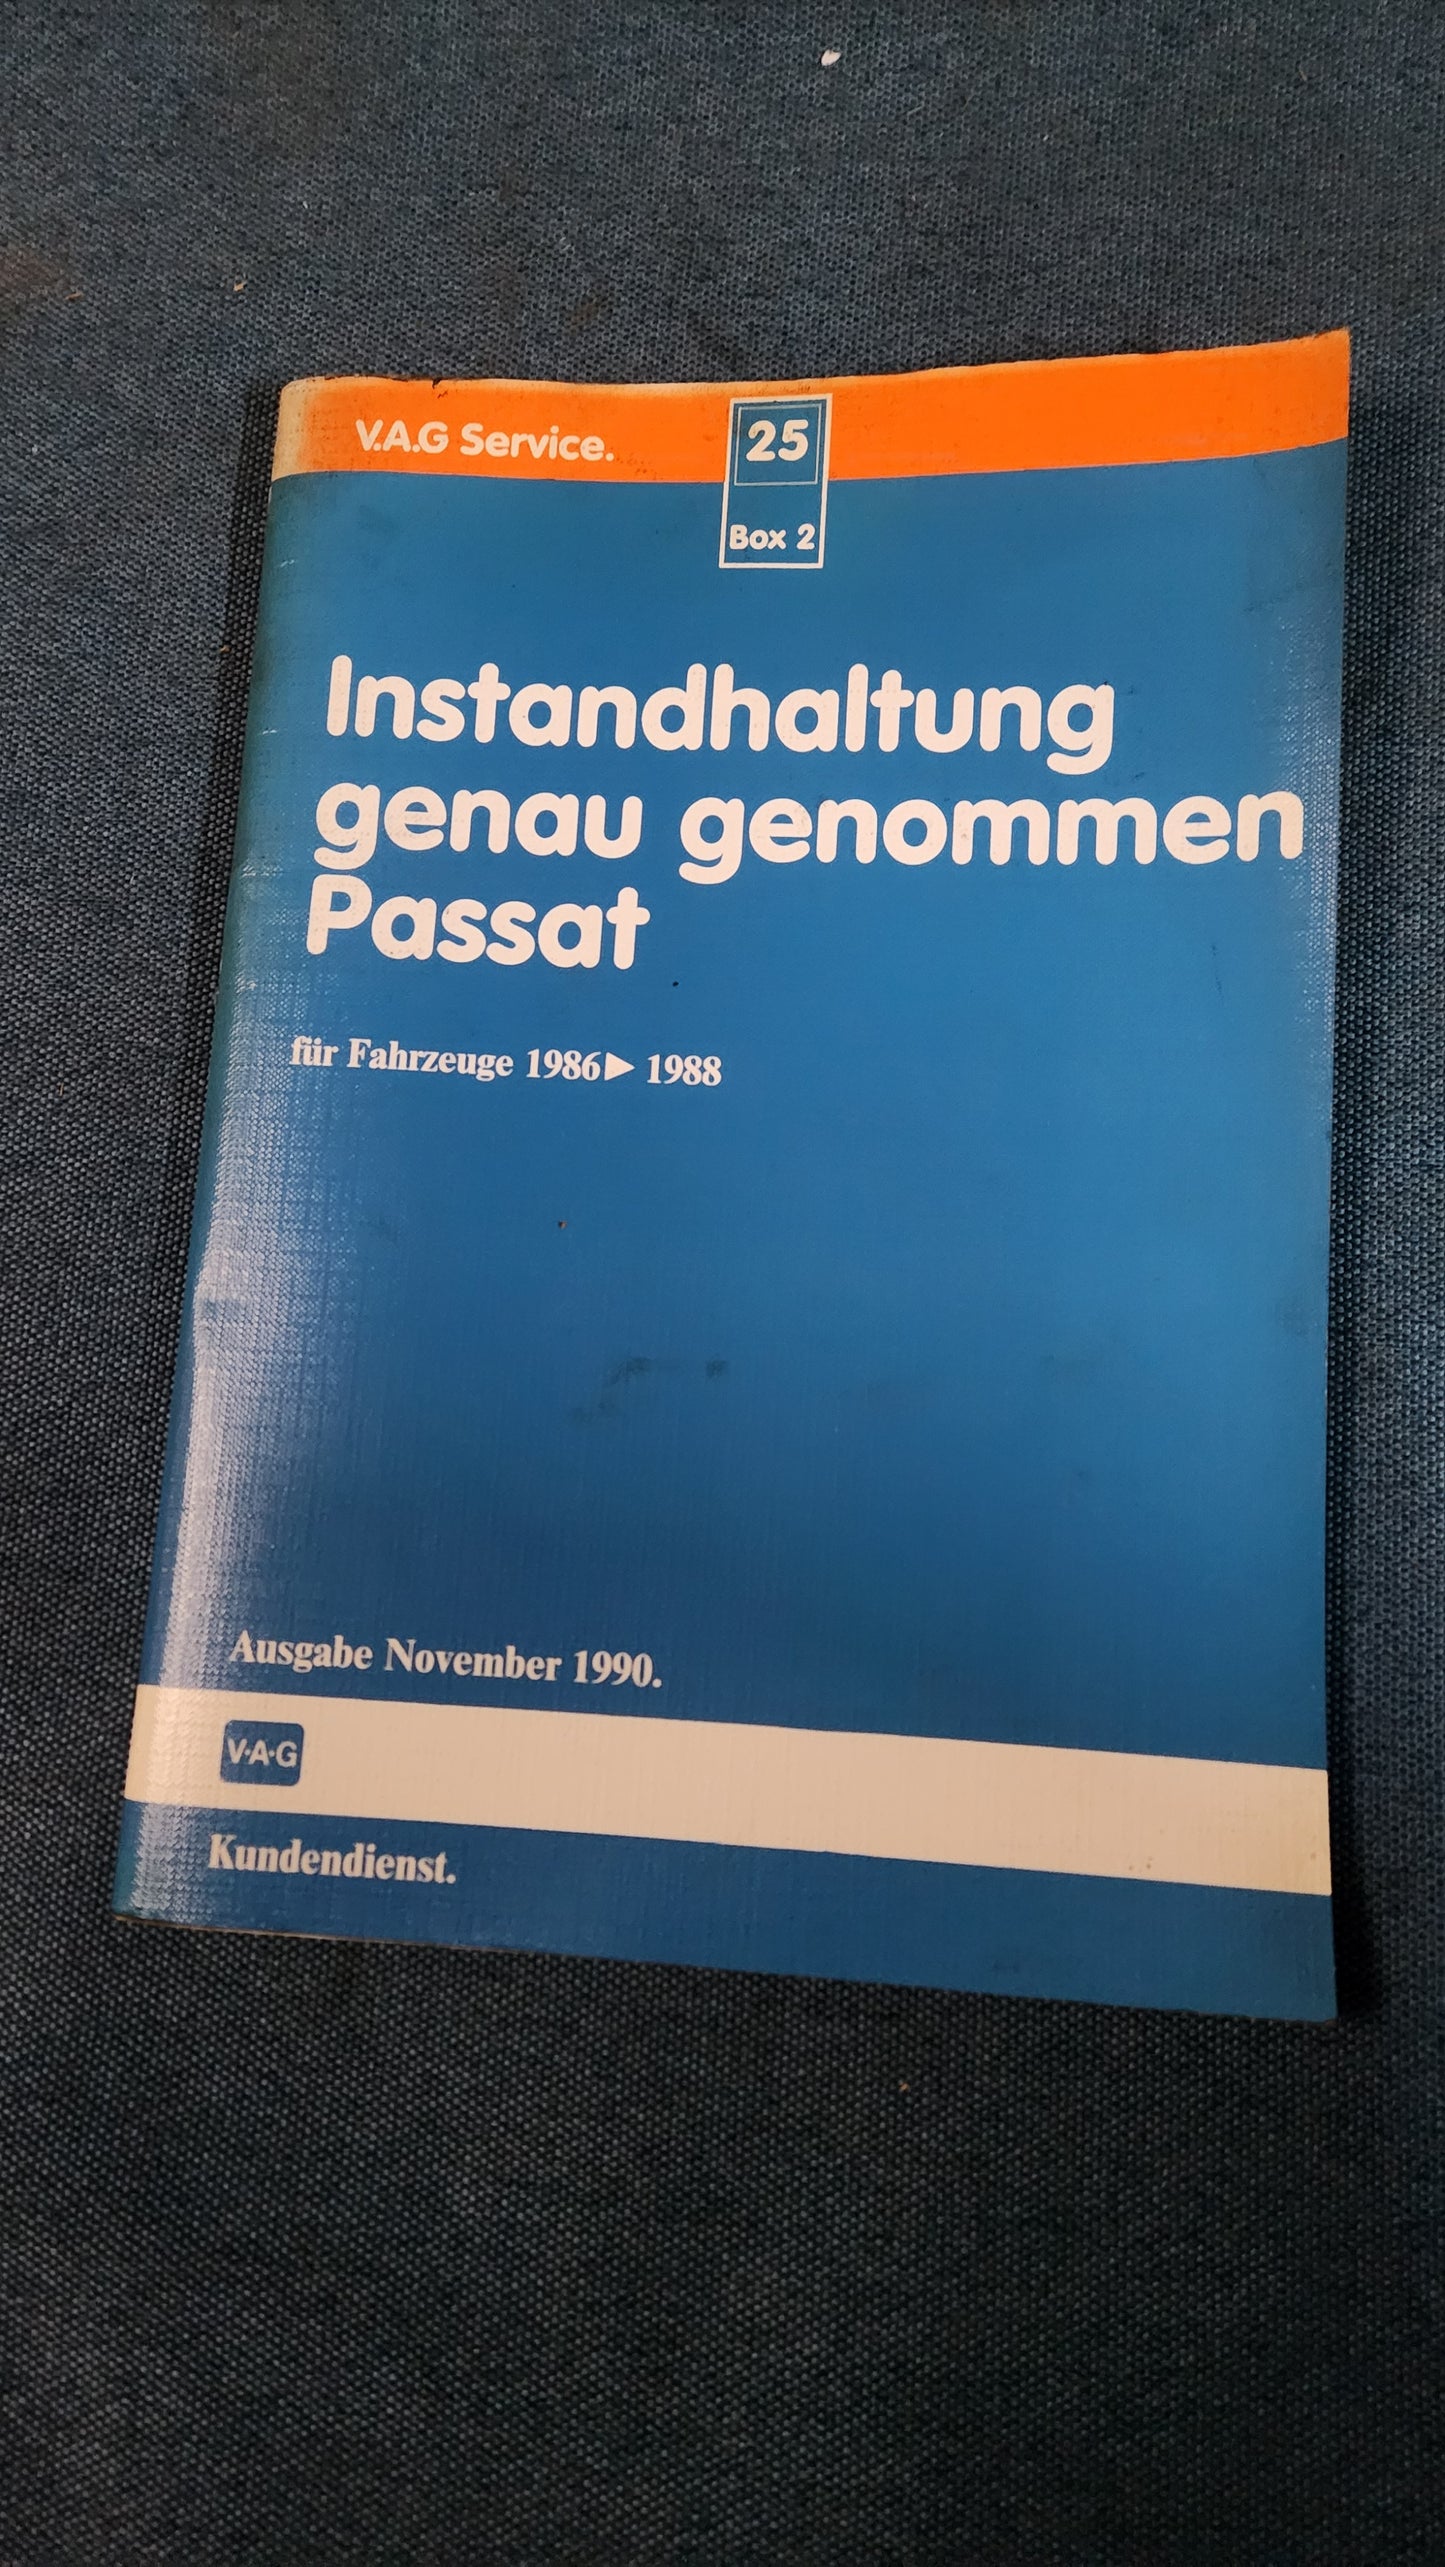 V.A.G Service.
25
Box 2
Instandhaltung
genau genommen
Passat
für Fahrzeuge 1986▶ 1988
Ausgabe November 1990.
V·A·G
Kundendienst.